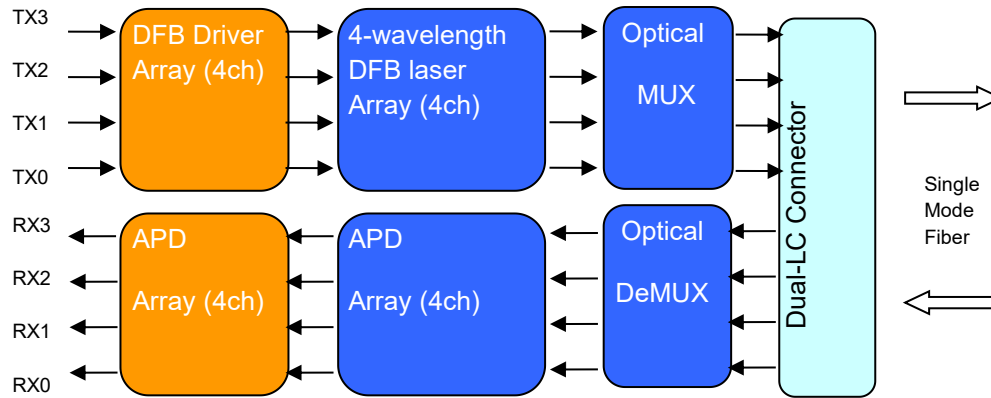 TX3
TX2
TX1
TX0
DFB Driver
Array (4ch)
4-wavelength
DFB laser
Array (4ch)
Optical
MUX
Dual-LC Connector
Single
Mode
Fiber
RX3
RX2
RX1
RX0
APD
Array (4ch)
APD
Array (4ch)
Optical
DeMUX